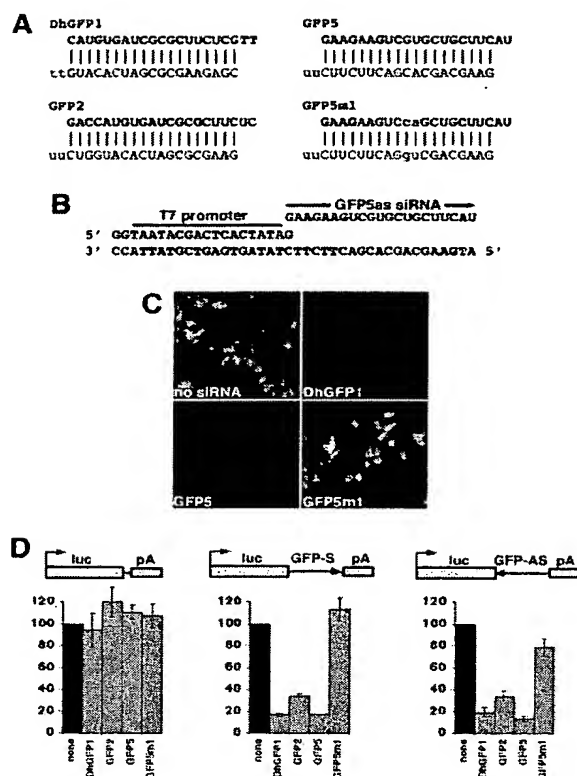 A
DhGFP1
CAUGUGAUCGCGCUUCUCGTT
ttGUACACUAGCGCGAAGAGC
GFP5
GAAGAAGUCGUGCUGCUUCAU
uuCUUCUUCAGCACGACGAAG
GFP2
GACCAUGUGAUCGCGCUUCUC
uuCUGGUACACUAGCGCGAAG
GFP5m1
GAAGAAGUCcaGCUGCUUCAU
uuCUUCUUCAGguCGACGAAG
B
T7 promoter
GFP5as siRNA
GAAGAAGUCGUGCUGCUUCAU
5' GGTAATACGACTCACTATAG
3' CCATTATGCTGAGTGATATCTTCTTCAGCACGACGAAGTA 5'
C
no siRNA
DhGFP1
GFP5
GFP5m1
D
luc
pA
luc
GFP-S
pA
luc
GFP-AS
pA
120
100
80
60
40
20
0
none
DhGFP1
GFP2
GFP5
GFP5m1
120
100
80
60
40
20
0
none
DhGFP1
GFP2
GFP5
GFP5m1
120
100
80
60
40
20
0
none
DhGFP1
GFP2
GFP5
GFP5m1